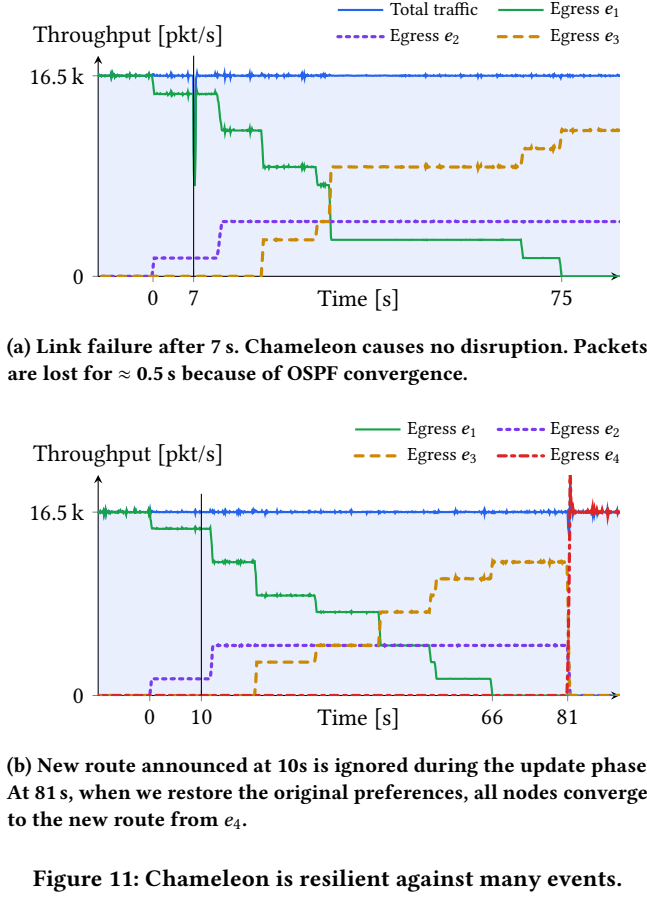 Total traffic Egress e1
Throughput [pkt/s] Egress e2 Egress e3
16.5 k
0
0 7 Time [s] 75
(a) Link failure after 7 s. Chameleon causes no disruption. Packets
are lost for ≈ 0.5 s because of OSPF convergence.
Egress e1 Egress e2
Throughput [pkt/s] Egress e3 Egress e4
16.5 k
0
0 10 Time [s] 66 81
(b) New route announced at 10s is ignored during the update phase
At 81 s, when we restore the original preferences, all nodes converge
to the new route from e4.
Figure 11: Chameleon is resilient against many events.